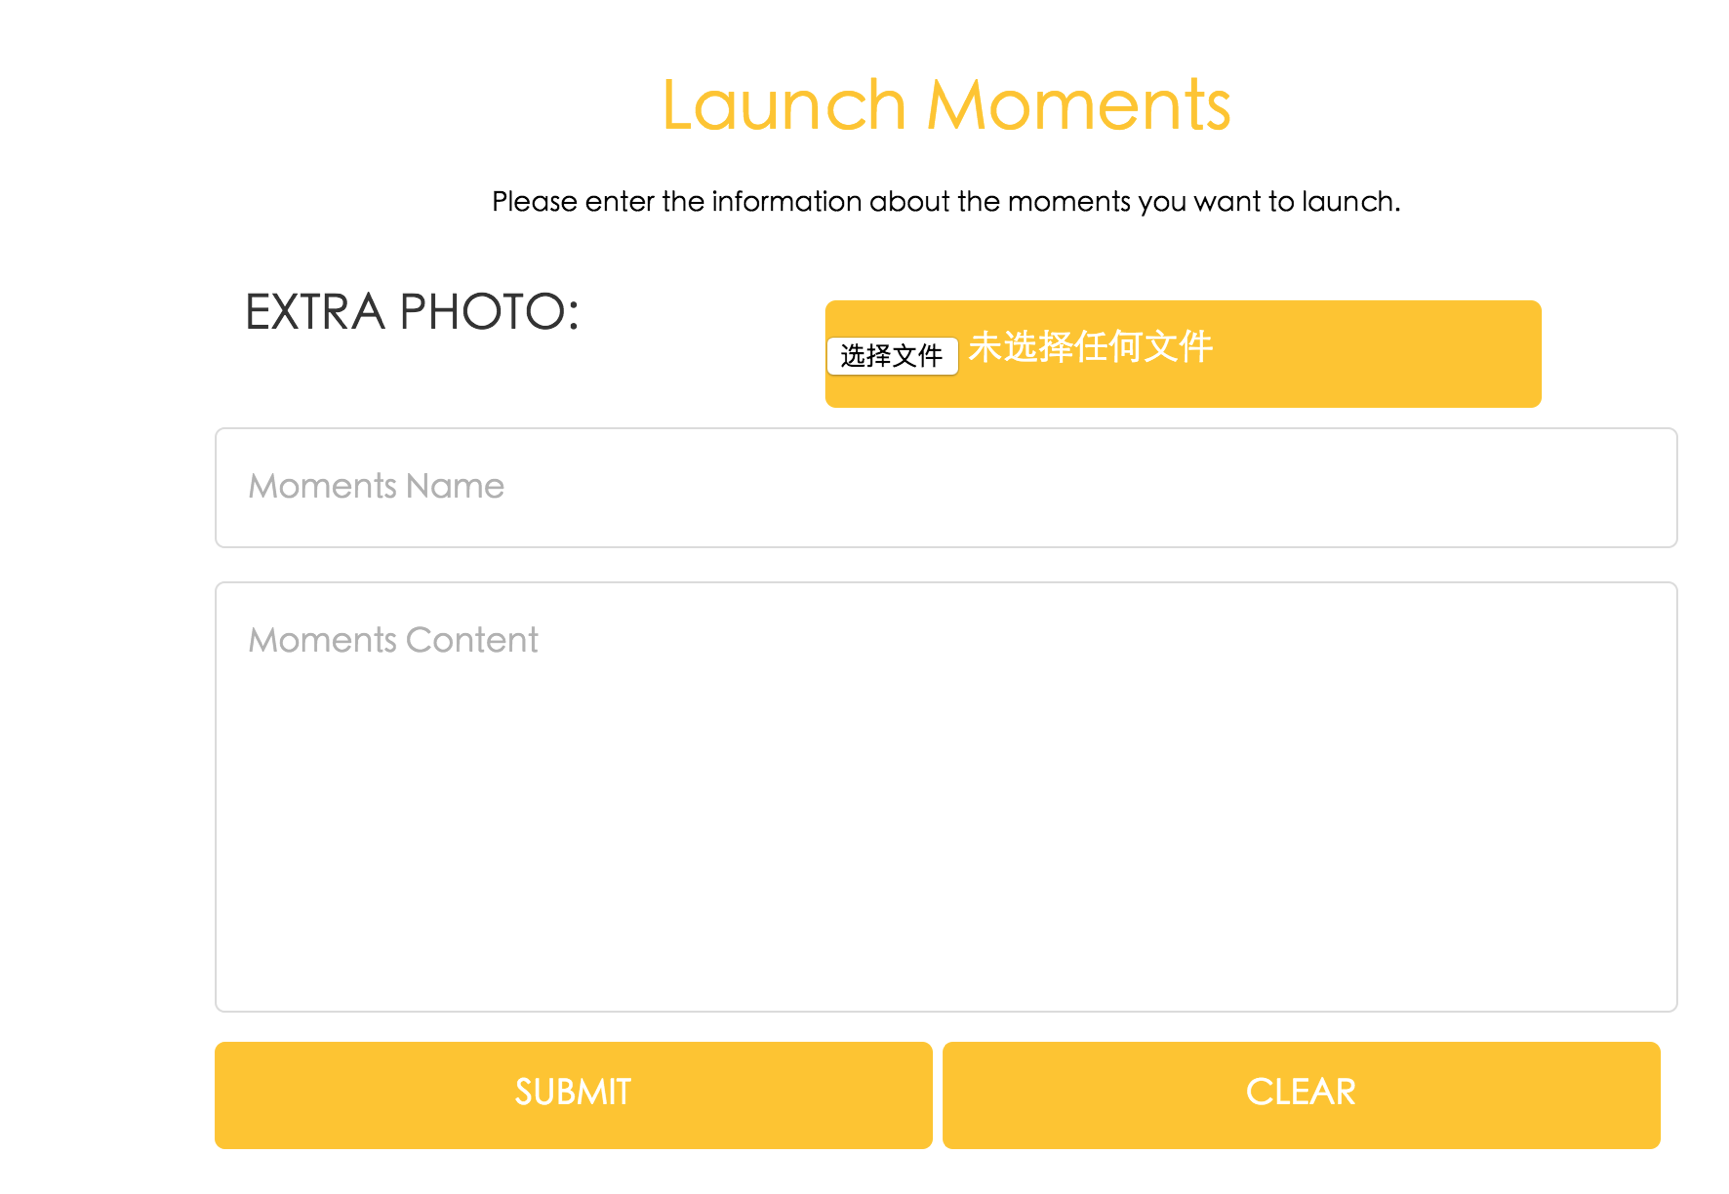 Launch Moments
Please enter the information about the moments you want to launch.
EXTRA PHOTO:
选择文件 未选择任何文件
Moments Name
Moments Content
SUBMIT CLEAR